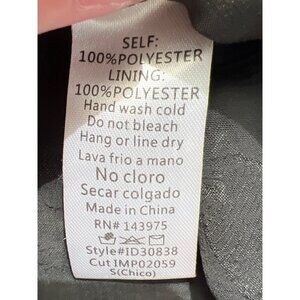 SELF:
100%POLYESTER
LINING:
100%POLYESTER
Hand wash cold
Do not bleach
Hang or line dry
Lava frio a mano
No cloro
Secar colgado
Made in China
RN# 143975
Style#ID30838
Cut IMP02059
S(Chico)